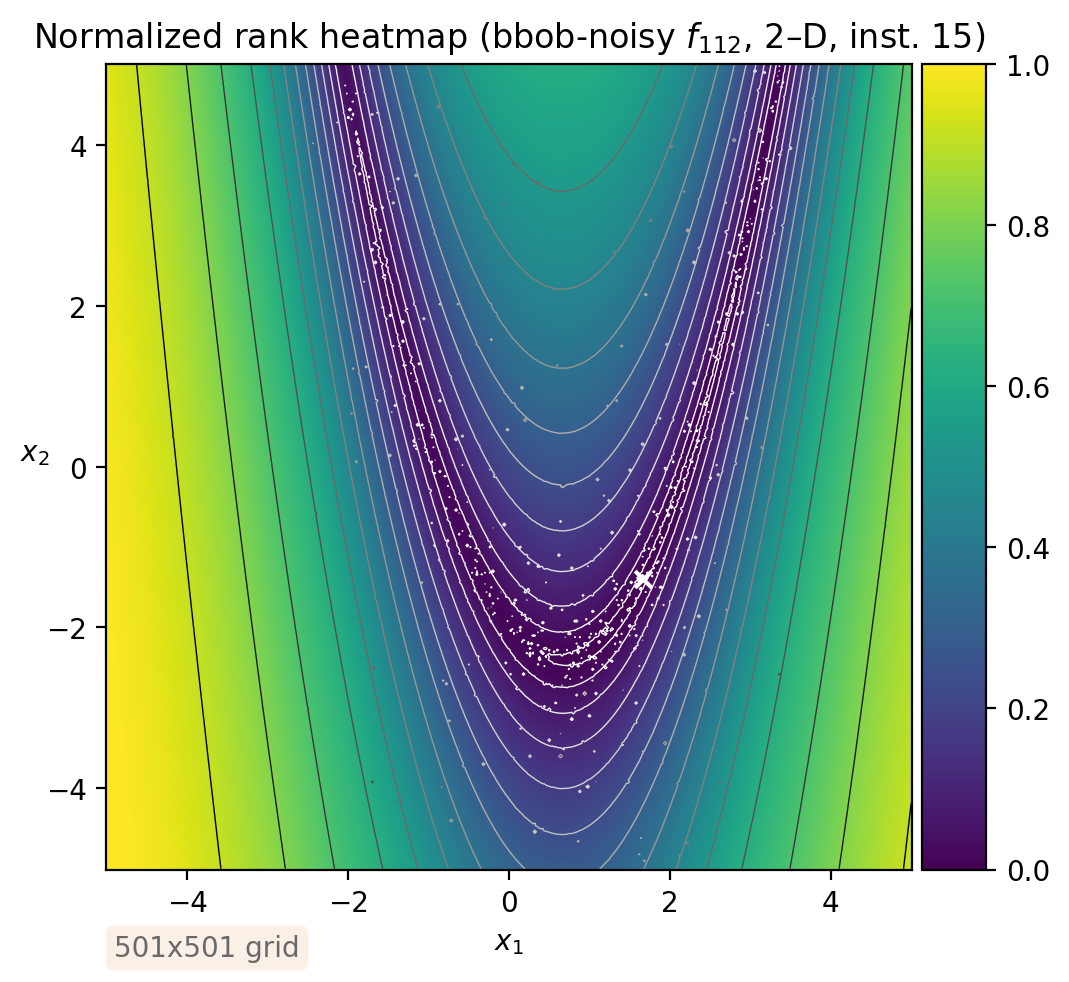 Normalized rank heatmap (bbob-noisy f₁₁₂, 2–D, inst. 15)
1.0
0.8
0.6
0.4
0.2
0.0
4
2
0
−2
−4
x₂
−4 −2 0 2 4
x₁
501x501 grid